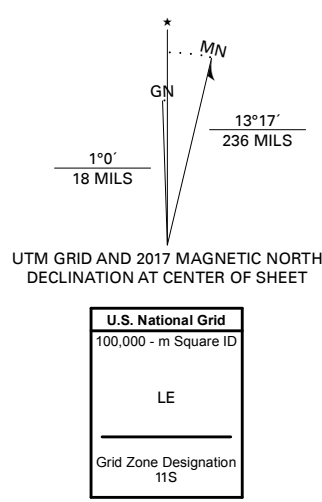 ★
MN
GN
13°17´
236 MILS
1°0´
18 MILS
UTM GRID AND 2017 MAGNETIC NORTH
DECLINATION AT CENTER OF SHEET
U.S. National Grid
100,000 - m Square ID
LE
Grid Zone Designation
11S